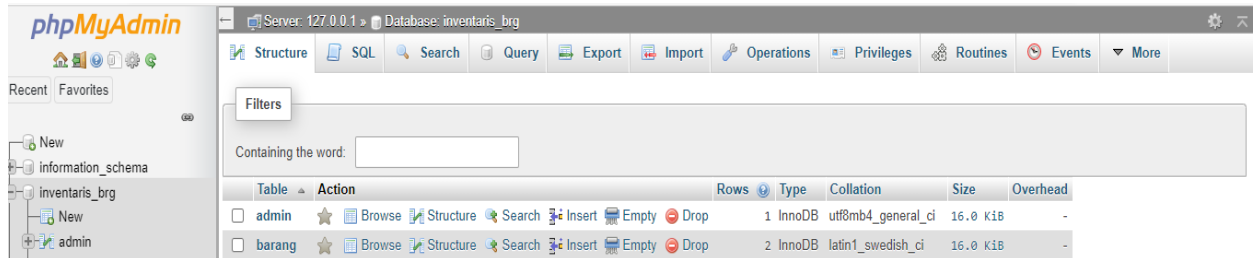 phpMyAdmin
Recent Favorites
New
information_schema
inventaris_brg
New
admin
Server: 127.0.0.1 » Database: inventaris_brg
Structure SQL Search Query Export Import Operations Privileges Routines Events More
Filters
Containing the word:
Table Action Rows Type Collation Size Overhead
admin Browse Structure Search Insert Empty Drop 1 InnoDB utf8mb4_general_ci 16.0 KiB -
barang Browse Structure Search Insert Empty Drop 2 InnoDB latin1_swedish_ci 16.0 KiB -